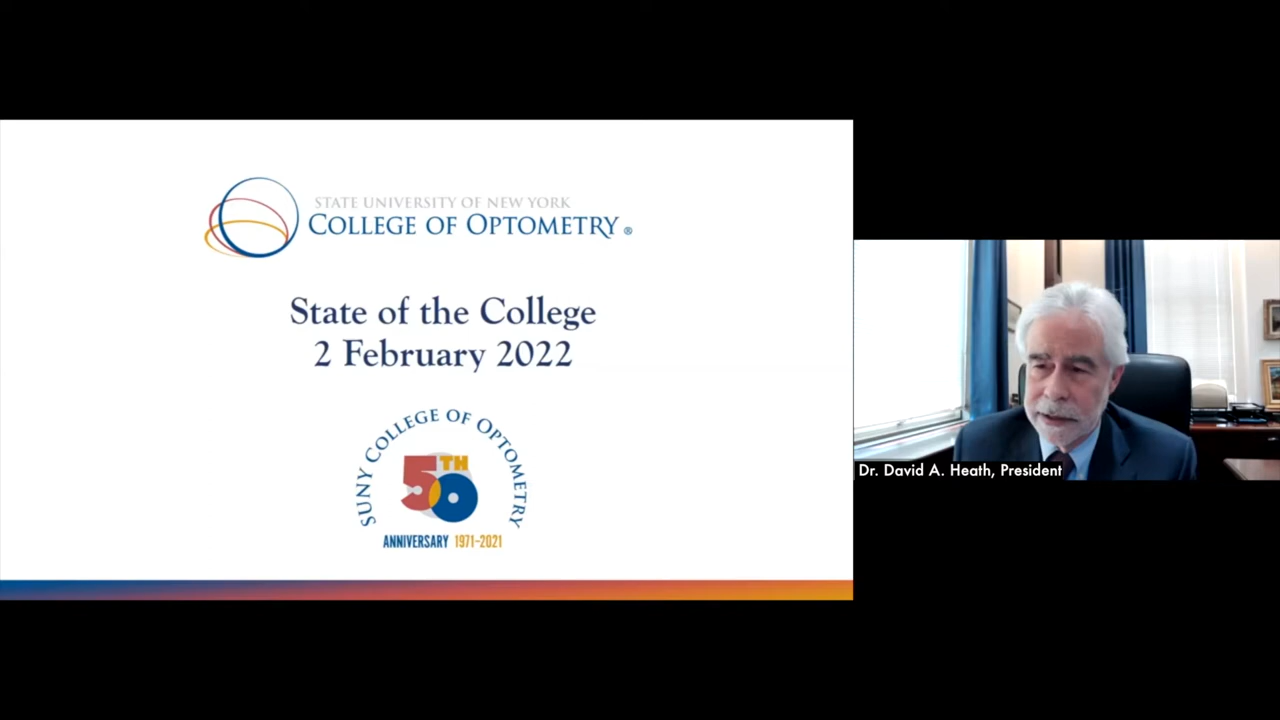 STATE UNIVERSITY OF NEW YORK
COLLEGE OF OPTOMETRY®
State of the College
2 February 2022
SUNY COLLEGE OF OPTOMETRY
50TH
ANNIVERSARY 1971-2021
Dr. David A. Heath, President